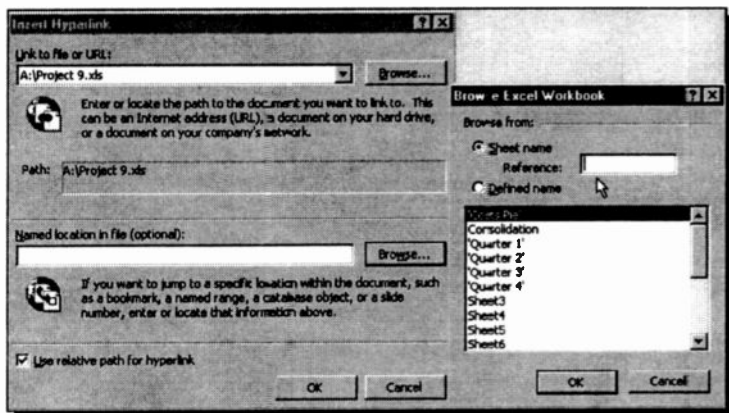 Insert Hyperlink
Link to file or URL:
A:\Project 9.xls
Browse...
Enter or locate the path to the document you want to link to. This
can be an Internet address (URL), a document on your hard drive,
or a document on your company's network.
Path: A:\Project 9.xls
Named location in file (optional):
Browse...
If you want to jump to a specific location within the document, such
as a bookmark, a named range, a database object, or a slide
number, enter or locate that information above.
Use relative path for hyperlink
OK
Cancel
Browse Excel Workbook
Browse from:
Sheet name
Reference:
Defined name
Consolidation
'Quarter 1'
'Quarter 2'
'Quarter 3'
'Quarter 4'
Sheet3
Sheet4
Sheet5
Sheet6
OK
Cancel